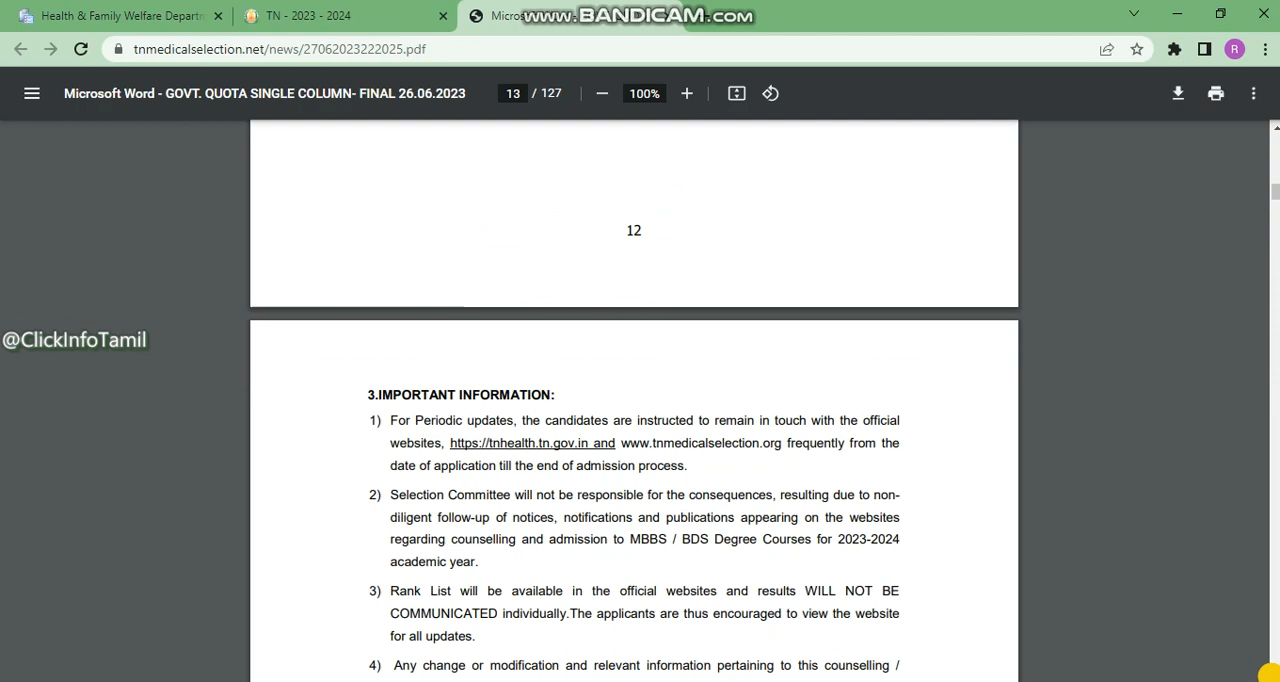 Health & Family Welfare Departm
TN - 2023 - 2024
Micros
www.BANDICAM.com
tnmedicalselection.net/news/27062023222025.pdf
R
Microsoft Word - GOVT. QUOTA SINGLE COLUMN- FINAL 26.06.2023
13 / 127
100%
12
@ClickInfoTamil
3.IMPORTANT INFORMATION:
1) For Periodic updates, the candidates are instructed to remain in touch with the official
websites, https://tnhealth.tn.gov.in and www.tnmedicalselection.org frequently from the
date of application till the end of admission process.
2) Selection Committee will not be responsible for the consequences, resulting due to non-
diligent follow-up of notices, notifications and publications appearing on the websites
regarding counselling and admission to MBBS / BDS Degree Courses for 2023-2024
academic year.
3) Rank List will be available in the official websites and results WILL NOT BE
COMMUNICATED individually.The applicants are thus encouraged to view the website
for all updates.
4) Any change or modification and relevant information pertaining to this counselling /